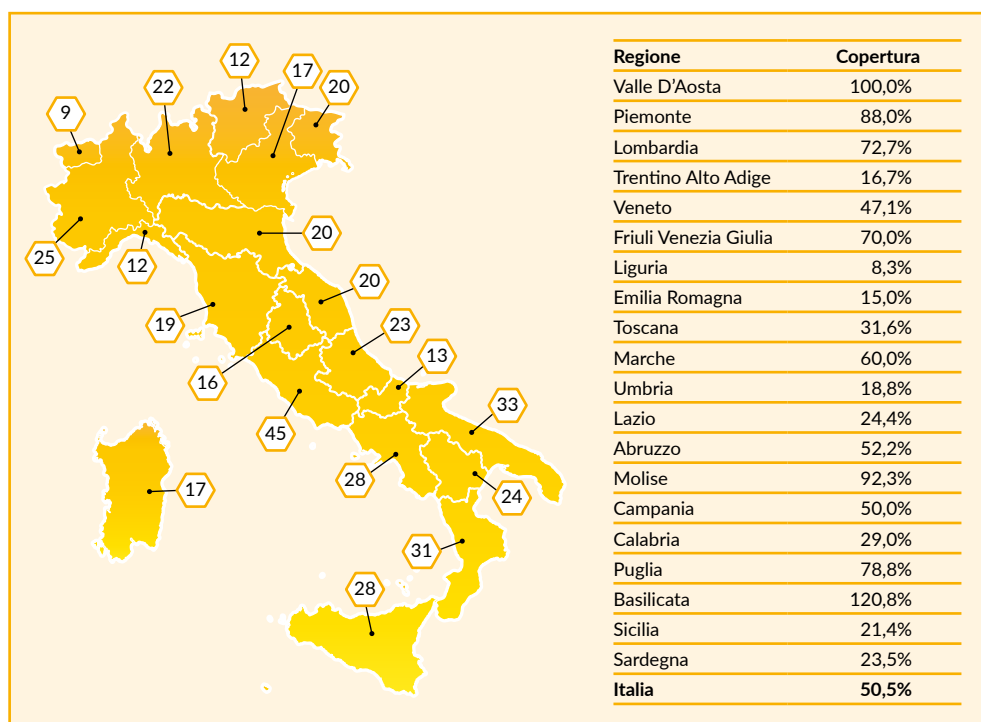 12
17
22
20
9
25
12
20
20
19
23
16
13
45
33
28
24
17
31
28
Regione Copertura
Valle D’Aosta 100,0%
Piemonte 88,0%
Lombardia 72,7%
Trentino Alto Adige 16,7%
Veneto 47,1%
Friuli Venezia Giulia 70,0%
Liguria 8,3%
Emilia Romagna 15,0%
Toscana 31,6%
Marche 60,0%
Umbria 18,8%
Lazio 24,4%
Abruzzo 52,2%
Molise 92,3%
Campania 50,0%
Calabria 29,0%
Puglia 78,8%
Basilicata 120,8%
Sicilia 21,4%
Sardegna 23,5%
Italia 50,5%